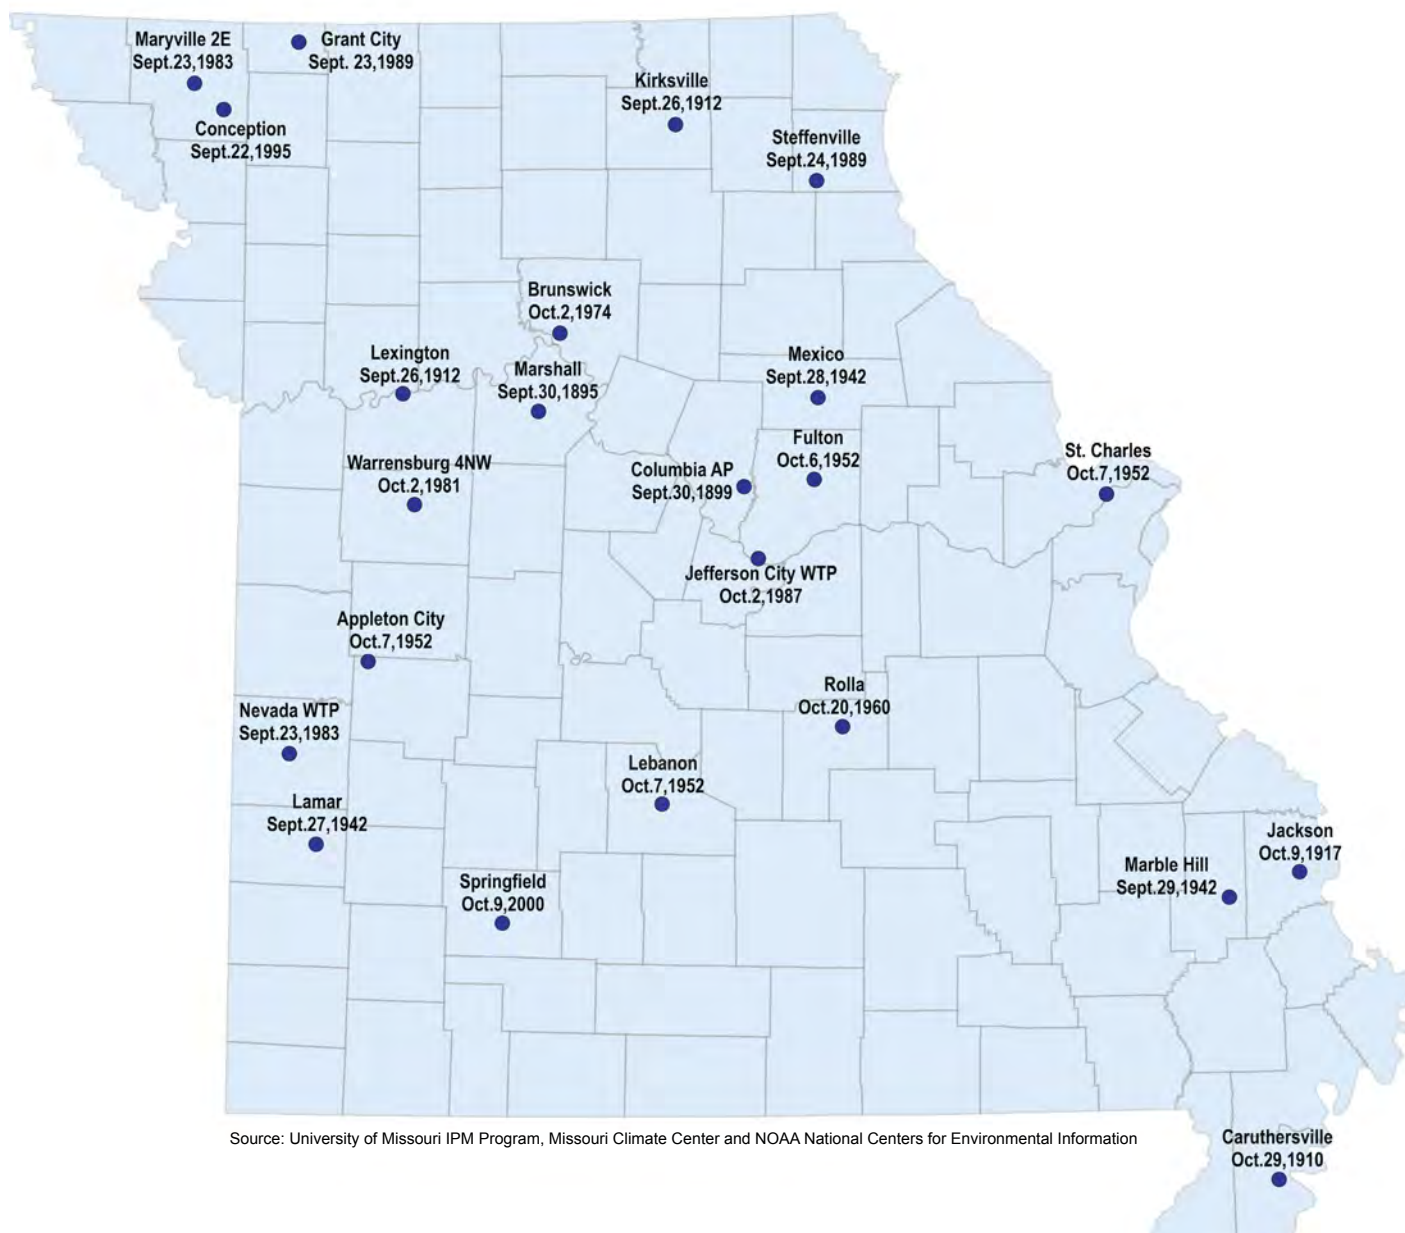 Maryville 2E
Sept.23,1983
Grant City
Sept. 23,1989
Conception
Sept.22,1995
Kirksville
Sept.26,1912
Steffenville
Sept.24,1989
Brunswick
Oct.2,1974
Lexington
Sept.26,1912
Marshall
Sept.30,1895
Mexico
Sept.28,1942
Warrensburg 4NW
Oct.2,1981
Columbia AP
Sept.30,1899
Fulton
Oct.6,1952
St. Charles
Oct.7,1952
Jefferson City WTP
Oct.2,1987
Appleton City
Oct.7,1952
Rolla
Oct.20,1960
Nevada WTP
Sept.23,1983
Lebanon
Oct.7,1952
Lamar
Sept.27,1942
Springfield
Oct.9,2000
Marble Hill
Sept.29,1942
Jackson
Oct.9,1917
Caruthersville
Oct.29,1910
Source: University of Missouri IPM Program, Missouri Climate Center and NOAA National Centers for Environmental Information